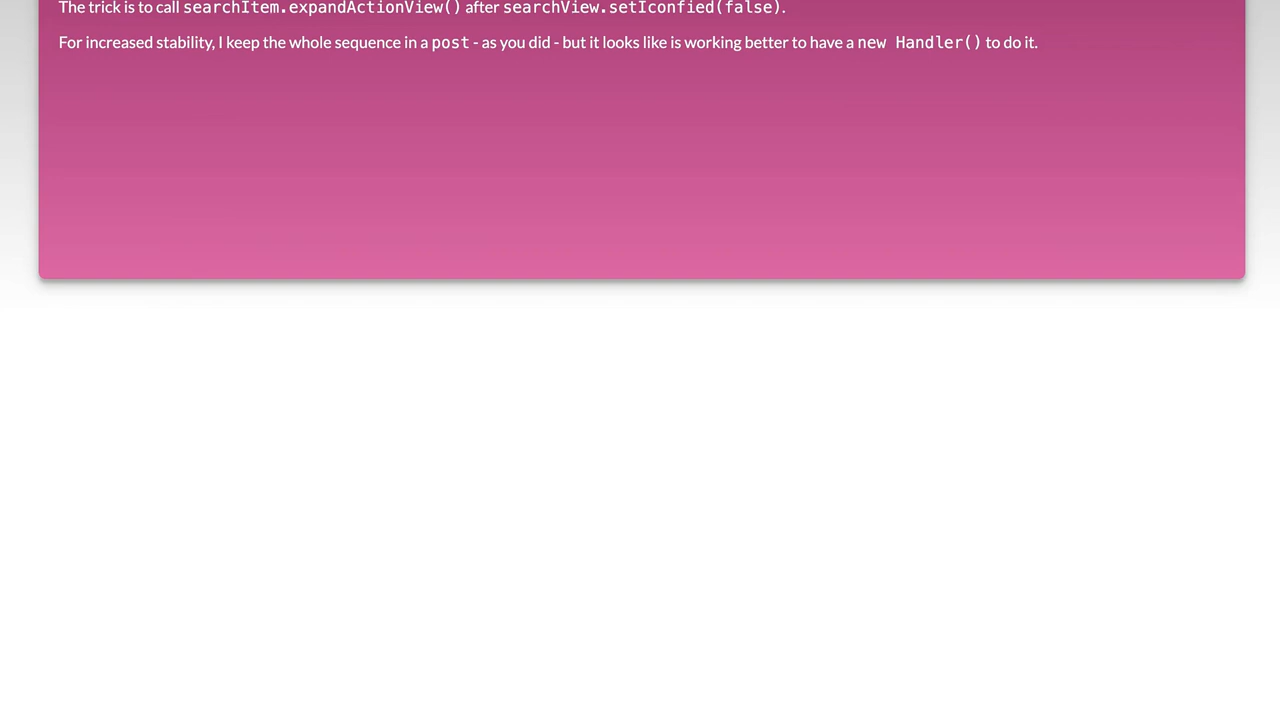 The trick is to call searchItem.expandActionView() after searchView.setIconfied(false).
For increased stability, I keep the whole sequence in a post - as you did - but it looks like is working better to have a new Handler() to do it.